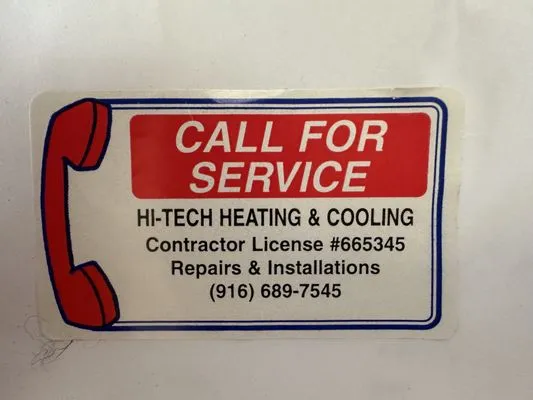 CALL FOR
SERVICE
HI-TECH HEATING & COOLING
Contractor License #665345
Repairs & Installations
(916) 689-7545